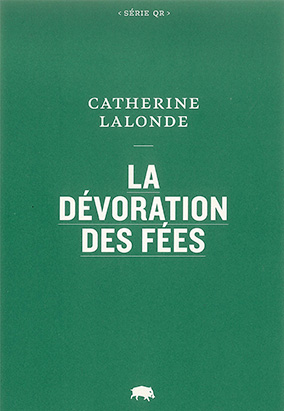 ‹ SÉRIE QR ›
CATHERINE
LALONDE
LA
DÉVORATION
DES FÉES